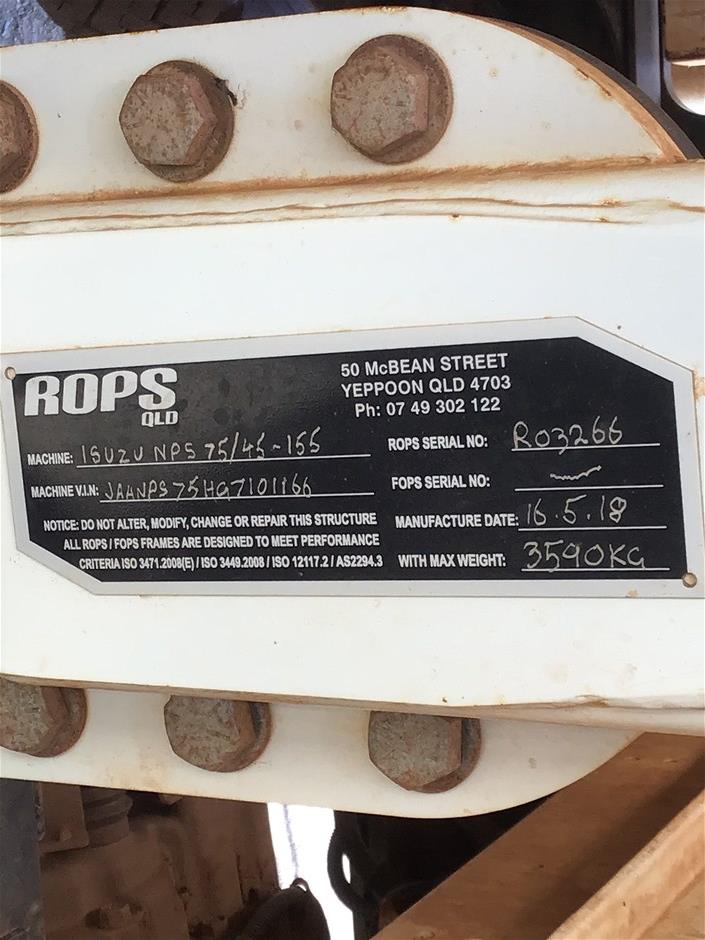 ROPS
QLD
50 McBEAN STREET
YEPPOON QLD 4703
Ph: 07 49 302 122
MACHINE: ISUZU NPS 75/45-155
MACHINE V.I.N: JAANPS75HG7101166
NOTICE: DO NOT ALTER, MODIFY, CHANGE OR REPAIR THIS STRUCTURE
ALL ROPS / FOPS FRAMES ARE DESIGNED TO MEET PERFORMANCE
CRITERIA ISO 3471.2008(E) / ISO 3449.2008 / ISO 12117.2 / AS2294.3
ROPS SERIAL NO: R03266
FOPS SERIAL NO:
MANUFACTURE DATE: 16.5.18
WITH MAX WEIGHT: 3590KG